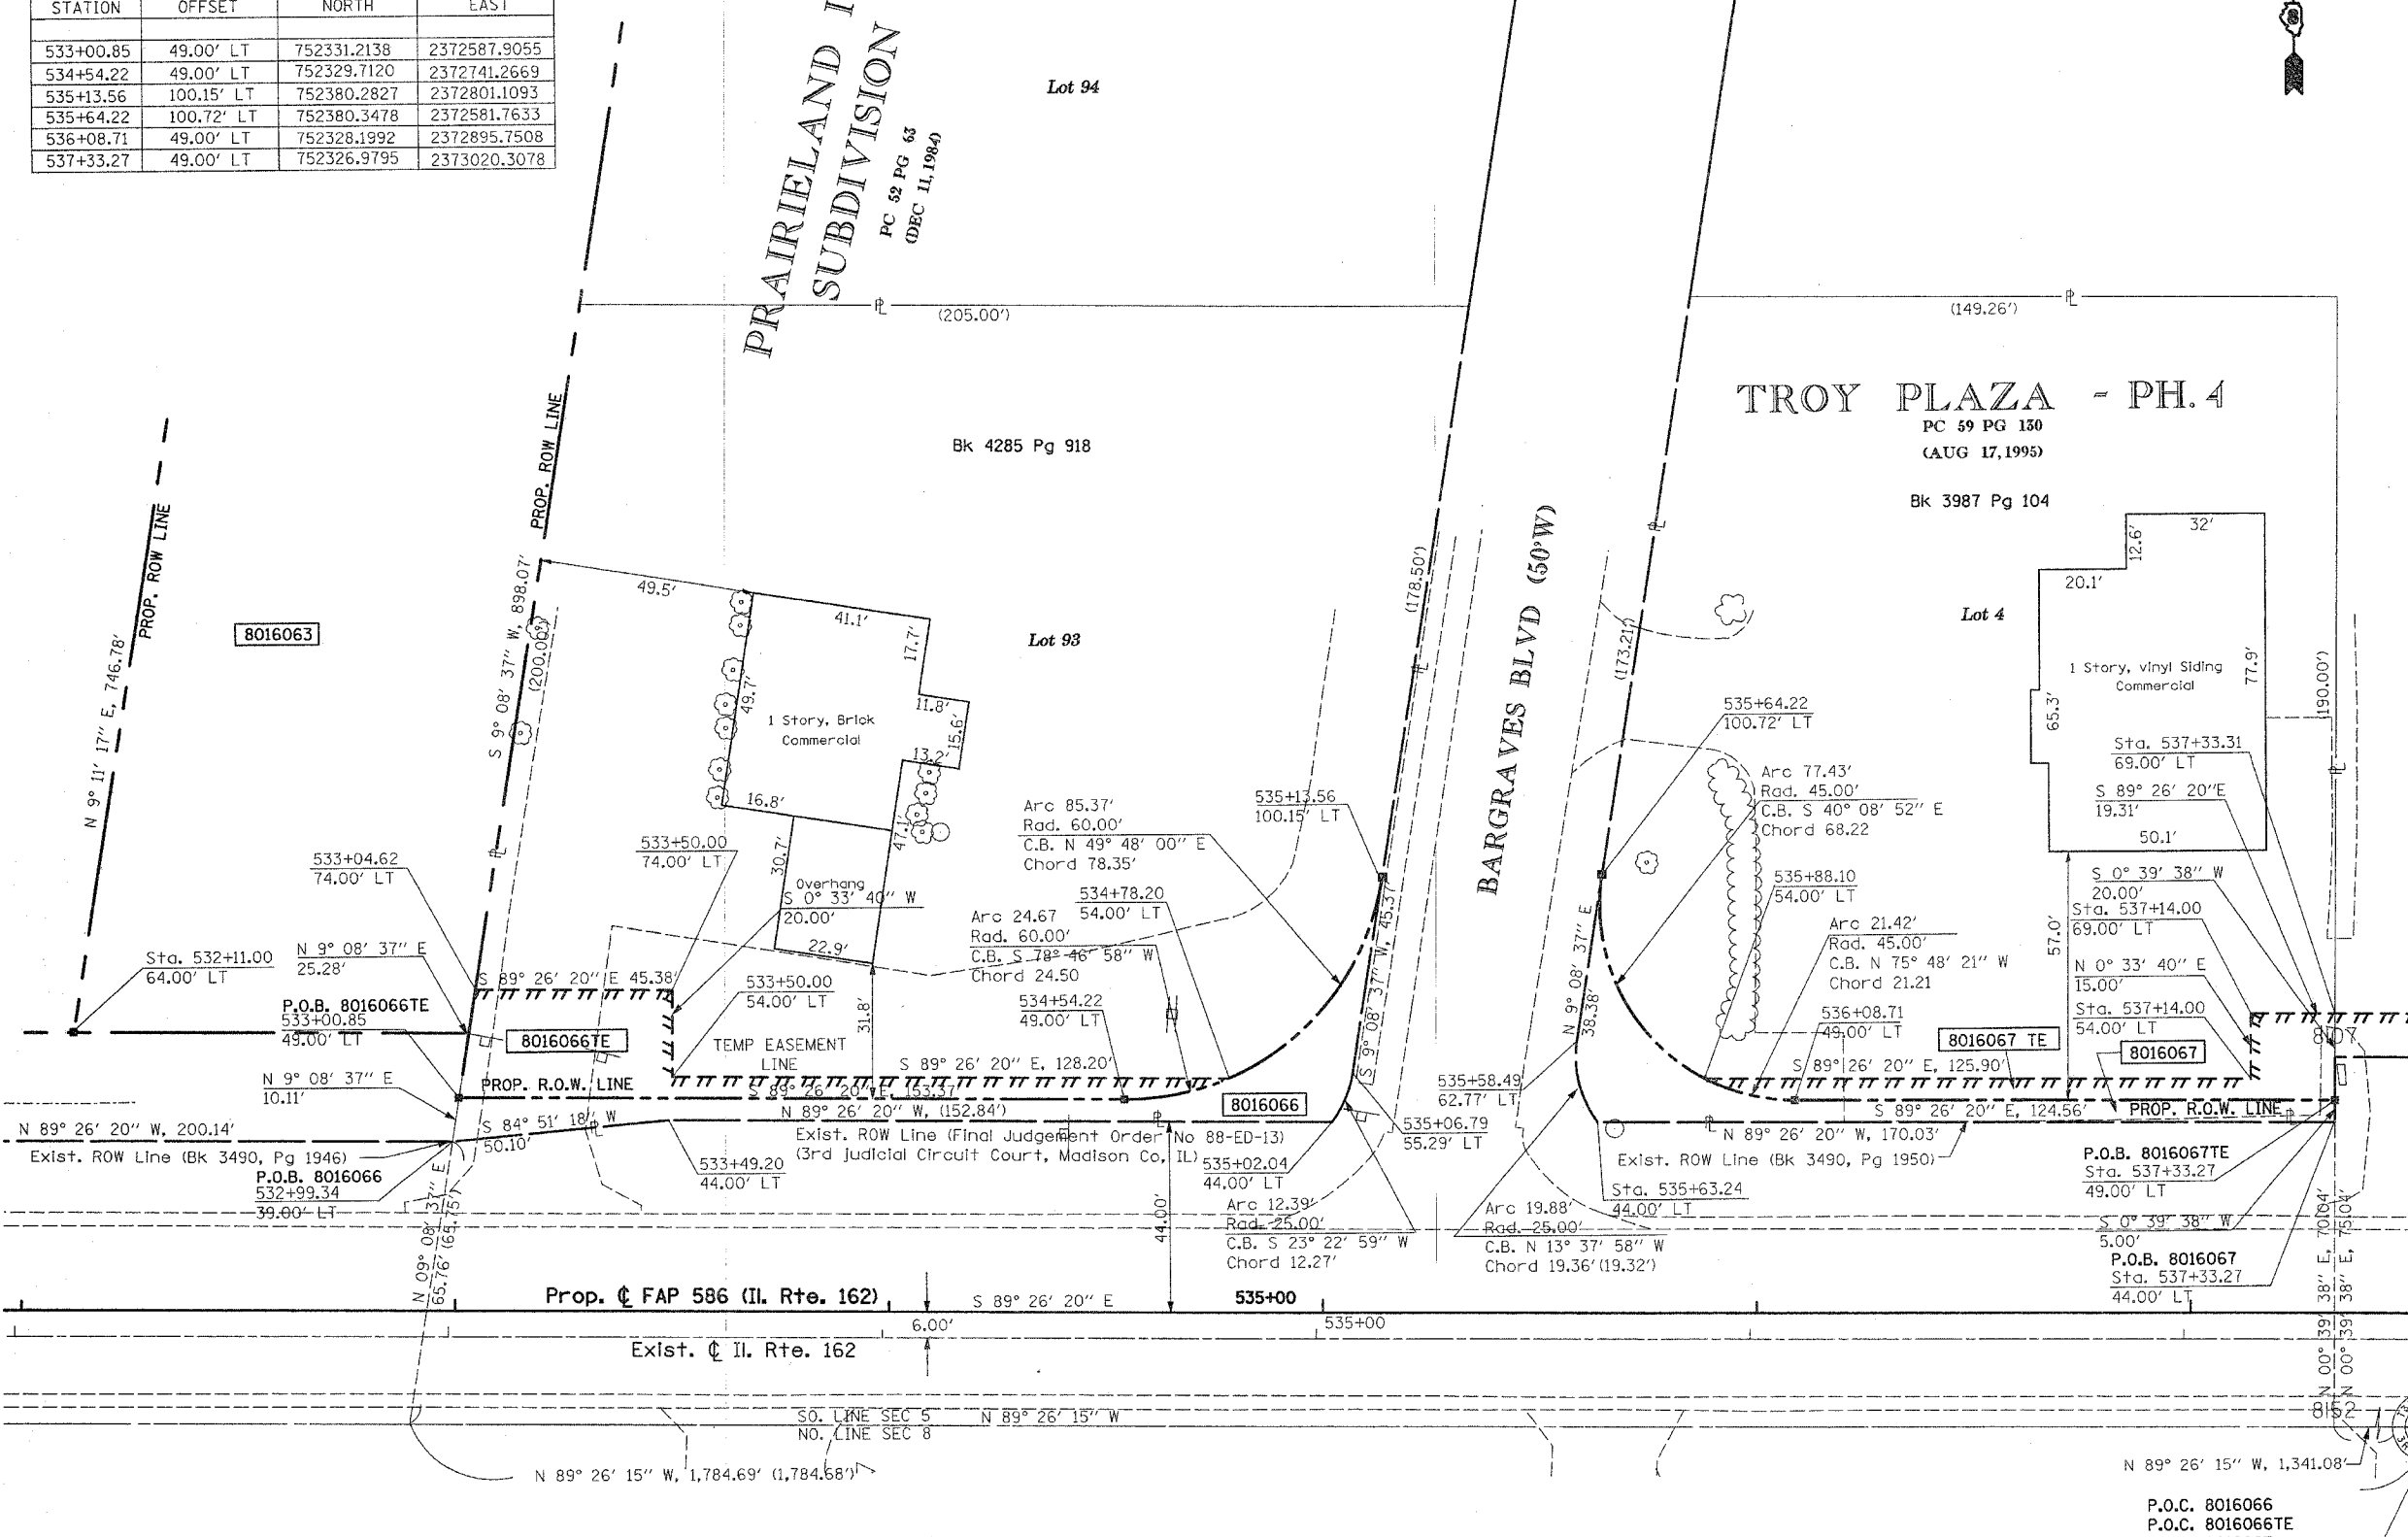 STATION OFFSET NORTH EAST
533+00.85 49.00' LT 752331.2138 2372587.9055
534+54.22 49.00' LT 752329.7120 2372741.2669
535+13.56 100.15' LT 752380.2827 2372801.1093
535+64.22 100.72' LT 752380.3478 2372581.7633
536+08.71 49.00' LT 752328.1992 2372895.7508
537+33.27 49.00' LT 752326.9795 2373020.3078
PRAIRIELAND
SUBDIVISION
PC 52 PG 63
(DEC 11,1984)
Lot 94
(205.00')
(149.26')
TROY PLAZA - PH. 4
PC 59 PG 130
(AUG 17,1995)
Bk 3987 Pg 104
Bk 4285 Pg 918
PROP. ROW LINE
N 9° 11' 17" E, 746.78'
8016063
PROP. ROW LINE
S 9° 08' 37" W, 898.07'
(200.00')
49.5'
41.1'
17.7'
11.8'
15.6'
13.2'
49.7'
16.8'
47.1'
30.7'
22.9'
31.8'
1 Story, Brick
Commercial
Overhang
Lot 93
(178.50')
BARGRAVES BLVD (50'W)
(173.21')
32'
12.6'
20.1'
Lot 4
1 Story, vinyl Siding
Commercial
65.3'
77.9'
50.1'
57.0'
(190.00')
535+64.22
100.72' LT
Sta. 537+33.31
69.00' LT
S 89° 26' 20"E
19.31'
S 0° 39' 38" W
20.00'
Sta. 537+14.00
69.00' LT
N 0° 33' 40" E
15.00'
Sta. 537+14.00
54.00' LT
Arc 77.43'
Rad. 45.00'
C.B. S 40° 08' 52" E
Chord 68.22
535+88.10
54.00' LT
Arc 21.42'
Rad. 45.00'
C.B. N 75° 48' 21" W
Chord 21.21
536+08.71
49.00' LT
8016067 TE
8016067
S 89° 26' 20" E, 125.90'
S 89° 26' 20" E, 124.56'
PROP. R.O.W. LINE
N 89° 26' 20" W, 170.03'
Exist. ROW Line (Bk 3490, Pg 1950)
Arc 85.37'
Rad. 60.00'
C.B. N 49° 48' 00" E
Chord 78.35'
535+13.56
100.15' LT
534+78.20
54.00' LT
Arc 24.67
Rad. 60.00'
C.B. S 78° 46' 58" W
Chord 24.50
534+54.22
49.00' LT
S 9° 08' 37" W, 45.37'
N 9° 08' 37" E
38.38'
533+04.62
74.00' LT
533+50.00
74.00' LT
S 0° 33' 40" W
20.00'
533+50.00
54.00' LT
Sta. 532+11.00
64.00' LT
N 9° 08' 37" E
25.28'
S 89° 26' 20" E 45.38'
P.O.B. 8016066TE
533+00.85
49.00' LT
8016066TE
TEMP EASEMENT
LINE
S 89° 26' 20" E, 128.20'
N 9° 08' 37" E
10.11'
PROP. R.O.W. LINE
S 89° 26' 20" E, 153.37'
8016066
N 89° 26' 20" W, 200.14'
Exist. ROW Line (Bk 3490, Pg 1946)
S 84° 51' 18" W
50.10'
N 89° 26' 20" W, (152.84')
Exist. ROW Line (Final Judgement Order No 88-ED-13)
(3rd judicial Circuit Court, Madison Co, IL)
P.O.B. 8016066
532+99.34
39.00' LT
533+49.20
44.00' LT
535+02.04
44.00' LT
535+06.79
55.29' LT
535+58.49
62.77' LT
Sta. 535+63.24
44.00' LT
Arc 12.39'
Rad. 25.00'
C.B. S 23° 22' 59" W
Chord 12.27'
Arc 19.88'
Rad. 25.00'
C.B. N 13° 37' 58" W
Chord 19.36'(19.32')
P.O.B. 8016067TE
Sta. 537+33.27
49.00' LT
S 0° 39' 38" W
5.00'
P.O.B. 8016067
Sta. 537+33.27
44.00' LT
N 09° 08' 37" E
65.76' (65.75')
44.00'
N 00° 39' 38" E, 70.04'
N 00° 39' 38" E, 75.04'
Prop. ℄ FAP 586 (Il. Rte. 162)
S 89° 26' 20" E
535+00
6.00'
535+00
Exist. ℄ Il. Rte. 162
SO. LINE SEC 5 N 89° 26' 15" W
NO. LINE SEC 8
N 89° 26' 15" W, 1,784.69' (1,784.68')
8152
N 89° 26' 15" W, 1,341.08'
P.O.C. 8016066
P.O.C. 8016066TE